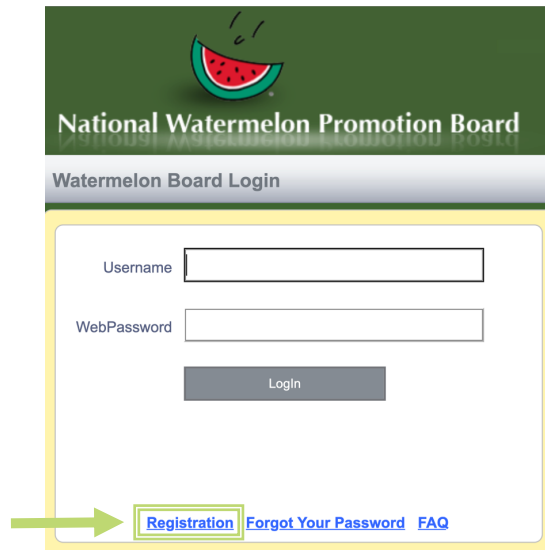 National Watermelon Promotion Board
Watermelon Board Login
Username
WebPassword
LogIn
Registration Forgot Your Password FAQ